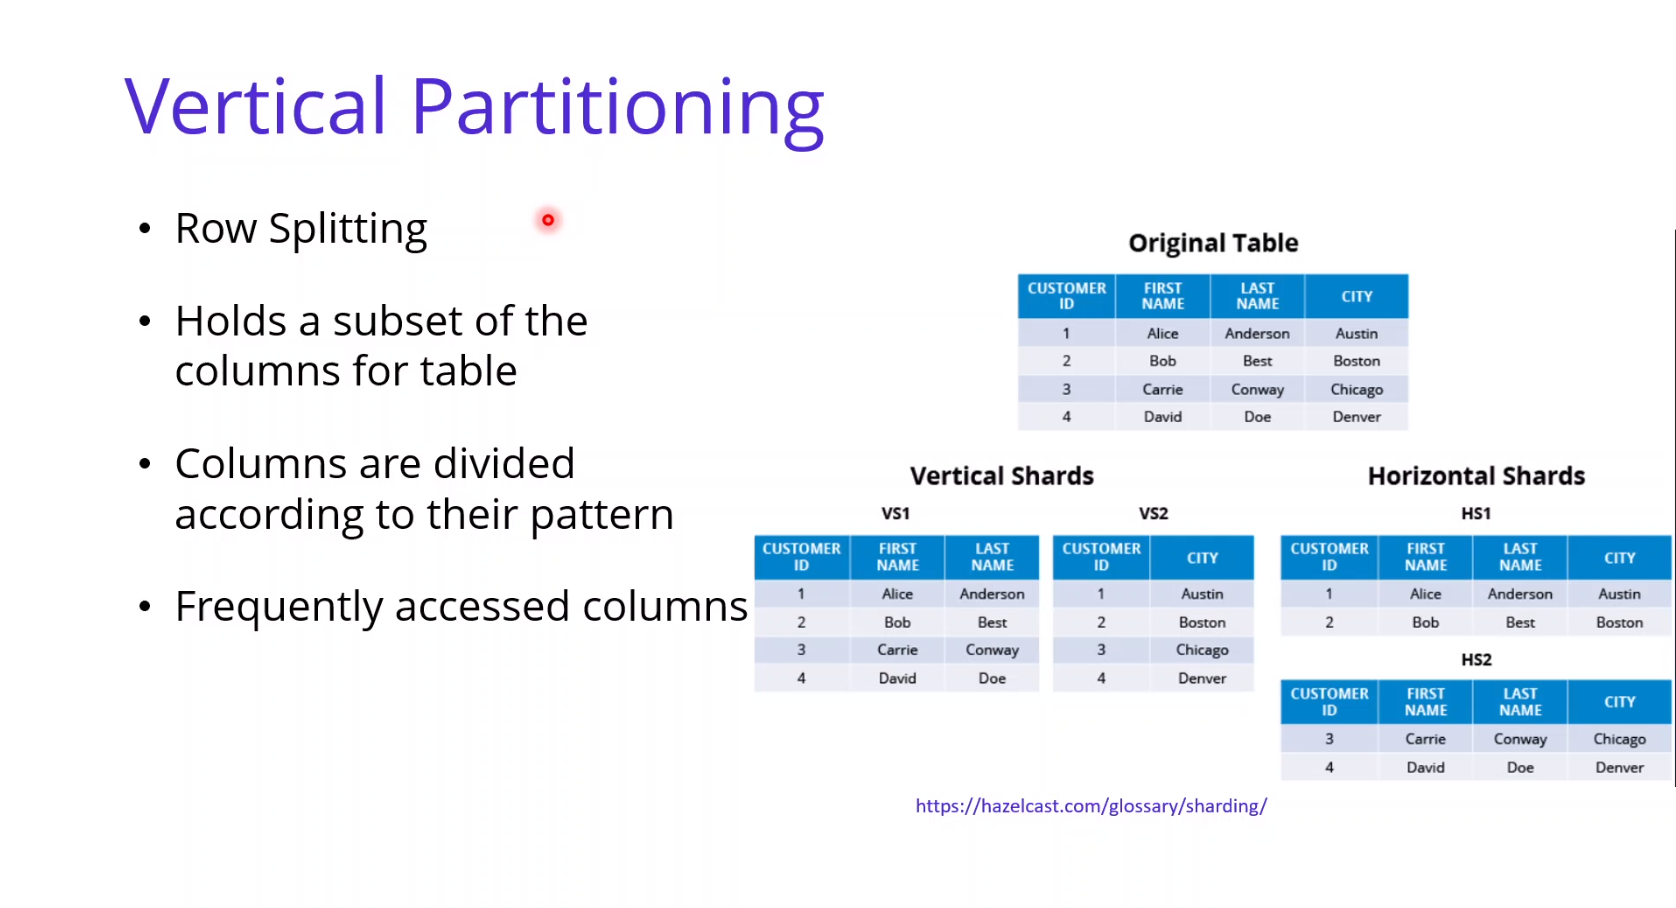 Vertical Partitioning
• Row Splitting
• Holds a subset of the
columns for table
• Columns are divided
according to their pattern
• Frequently accessed columns
Original Table
CUSTOMER ID FIRST NAME LAST NAME CITY
1 Alice Anderson Austin
2 Bob Best Boston
3 Carrie Conway Chicago
4 David Doe Denver
Vertical Shards
VS1
CUSTOMER ID FIRST NAME LAST NAME
1 Alice Anderson
2 Bob Best
3 Carrie Conway
4 David Doe
VS2
CUSTOMER ID CITY
1 Austin
2 Boston
3 Chicago
4 Denver
Horizontal Shards
HS1
CUSTOMER ID FIRST NAME LAST NAME CITY
1 Alice Anderson Austin
2 Bob Best Boston
HS2
CUSTOMER ID FIRST NAME LAST NAME CITY
3 Carrie Conway Chicago
4 David Doe Denver
https://hazelcast.com/glossary/sharding/